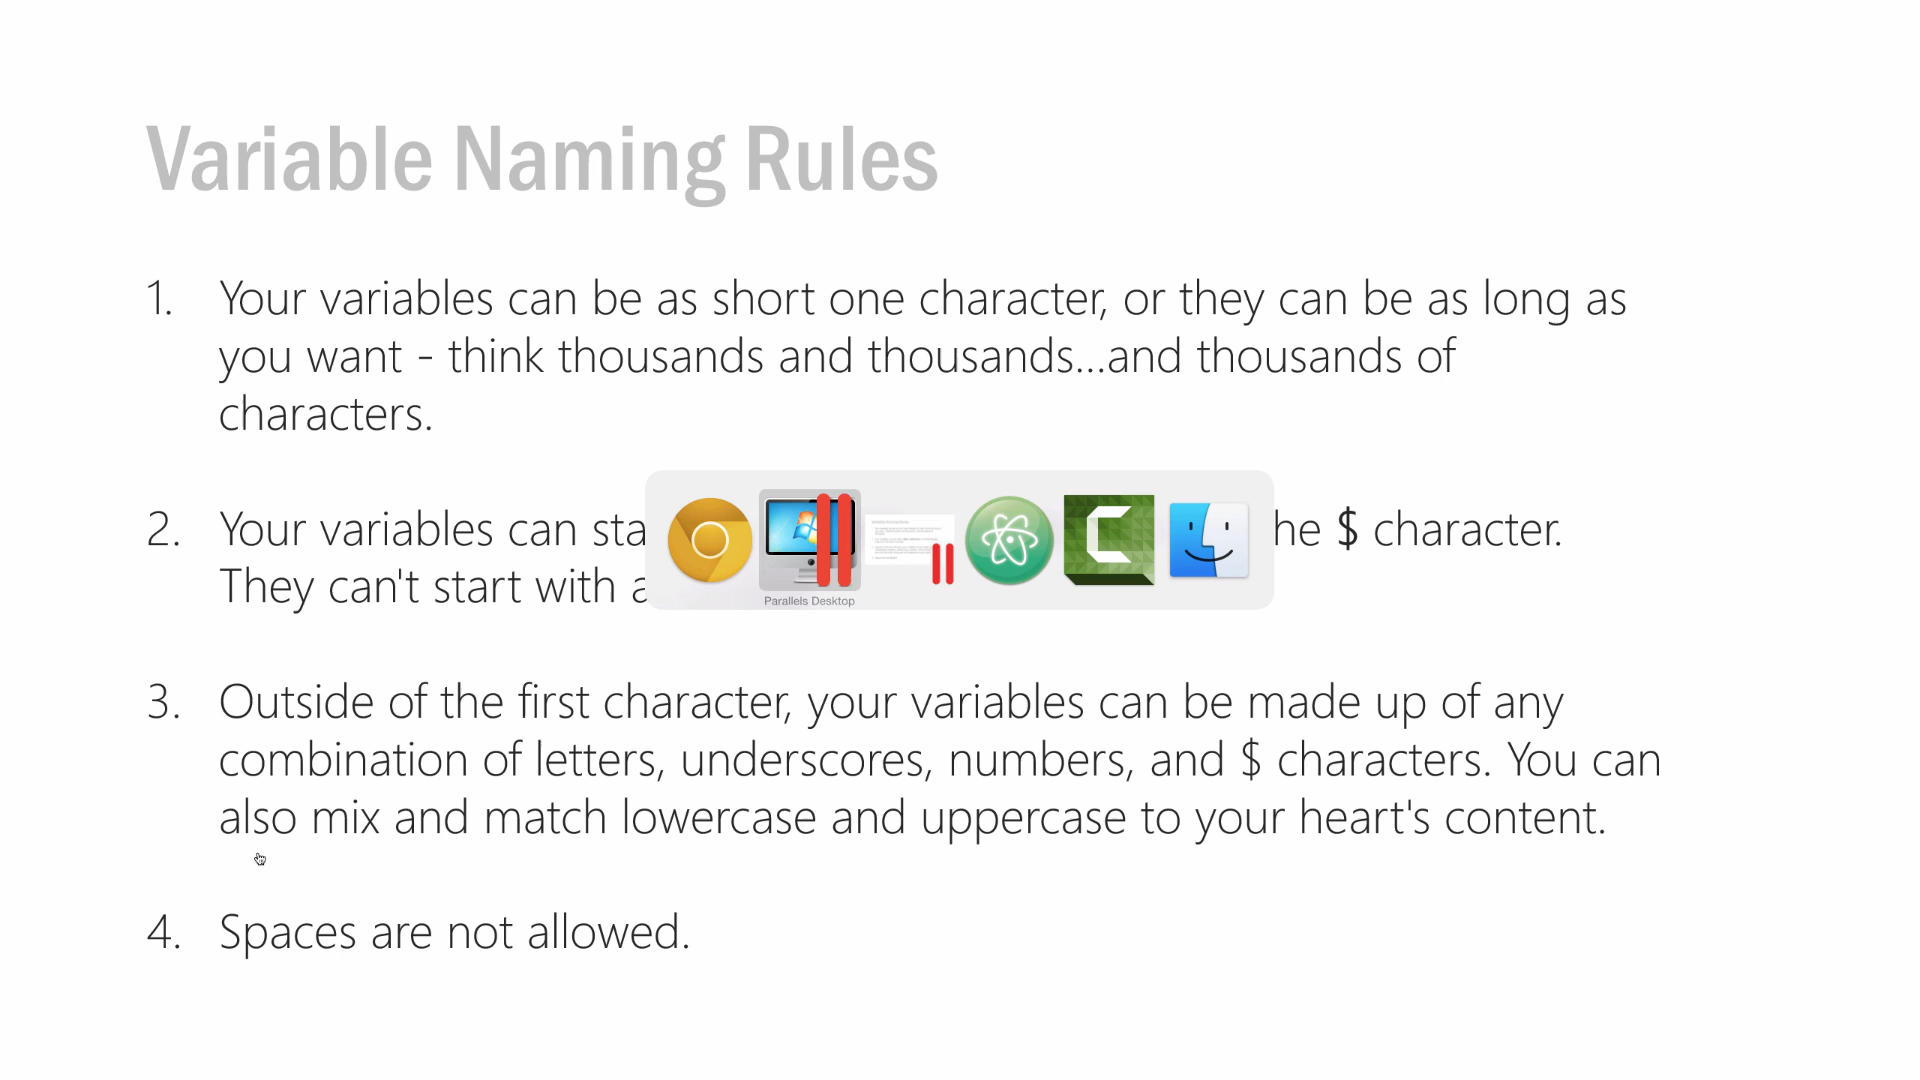 Variable Naming Rules
1. Your variables can be as short one character, or they can be as long as
you want - think thousands and thousands...and thousands of
characters.
2. Your variables can sta he $ character.
They can't start with a
Parallels Desktop
3. Outside of the first character, your variables can be made up of any
combination of letters, underscores, numbers, and $ characters. You can
also mix and match lowercase and uppercase to your heart's content.
4. Spaces are not allowed.